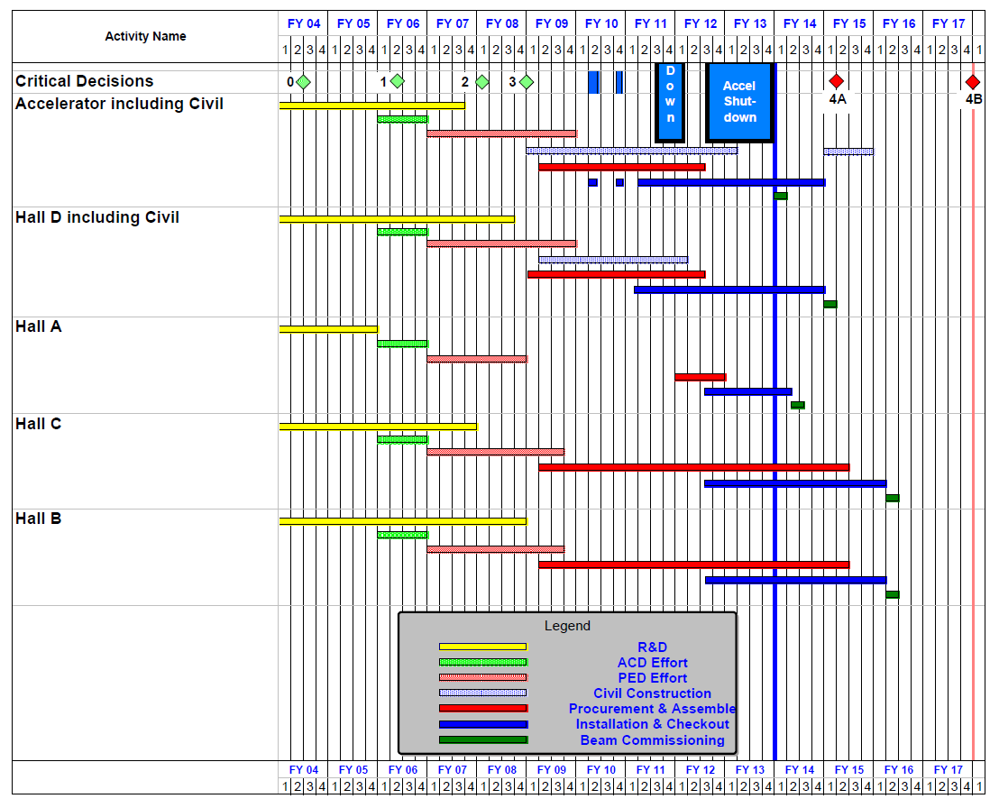 Activity Name
FY 04 FY 05 FY 06 FY 07 FY 08 FY 09 FY 10 FY 11 FY 12 FY 13 FY 14 FY 15 FY 16 FY 17
1 2 3 4 1 2 3 4 1 2 3 4 1 2 3 4 1 2 3 4 1 2 3 4 1 2 3 4 1 2 3 4 1 2 3 4 1 2 3 4 1 2 3 4 1 2 3 4 1 2 3 4 1 2 3 4 1
Critical Decisions
0 1 2 3
Down
Accel
Shut-
down
4A
4B
Accelerator including Civil
Hall D including Civil
Hall A
Hall C
Hall B
Legend
R&D
ACD Effort
PED Effort
Civil Construction
Procurement & Assemble
Installation & Checkout
Beam Commissioning
FY 04 FY 05 FY 06 FY 07 FY 08 FY 09 FY 10 FY 11 FY 12 FY 13 FY 14 FY 15 FY 16 FY 17
1 2 3 4 1 2 3 4 1 2 3 4 1 2 3 4 1 2 3 4 1 2 3 4 1 2 3 4 1 2 3 4 1 2 3 4 1 2 3 4 1 2 3 4 1 2 3 4 1 2 3 4 1 2 3 4 1